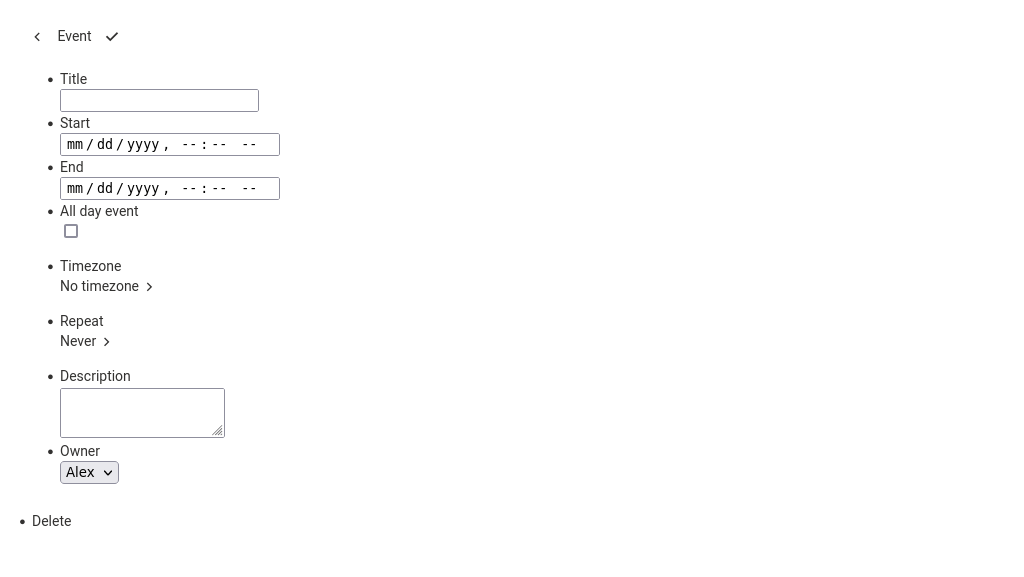 Event
Title
Start
mm/dd/yyyy, --:-- --
End
mm/dd/yyyy, --:-- --
All day event
Timezone
No timezone
Repeat
Never
Description
Owner
Alex
Delete